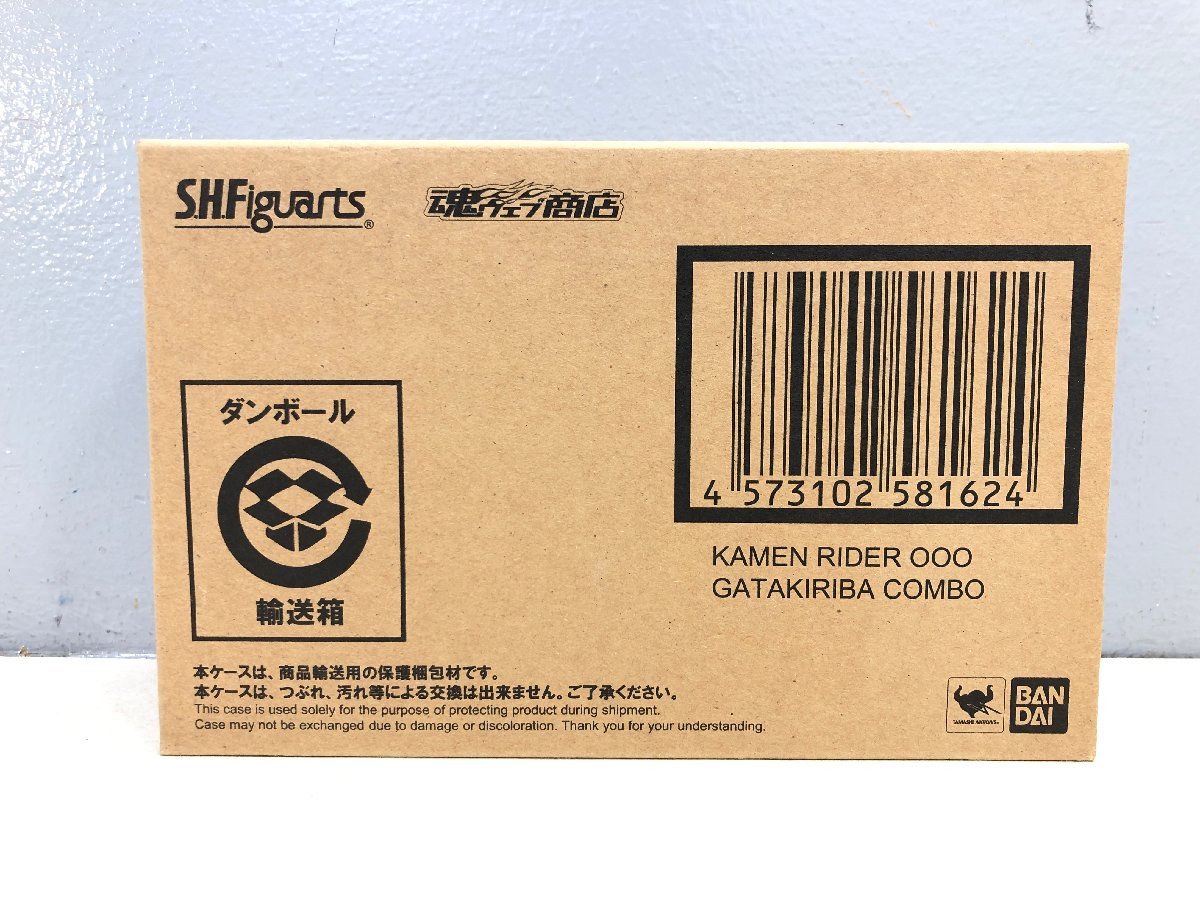 S.H.Figuarts®
魂ウェブ商店
4 573102 581624
KAMEN RIDER OOO
GATAKIRIBA COMBO
ダンボール
輸送箱
本ケースは、商品輸送用の保護梱包材です。
本ケースは、つぶれ、汚れ等による交換は出来ません。ご了承ください。
This case is used solely for the purpose of protecting product during shipment.
Case may not be exchanged due to damage or discoloration. Thank you for your understanding.
TAMASHII NATIONS
BAN
DAI